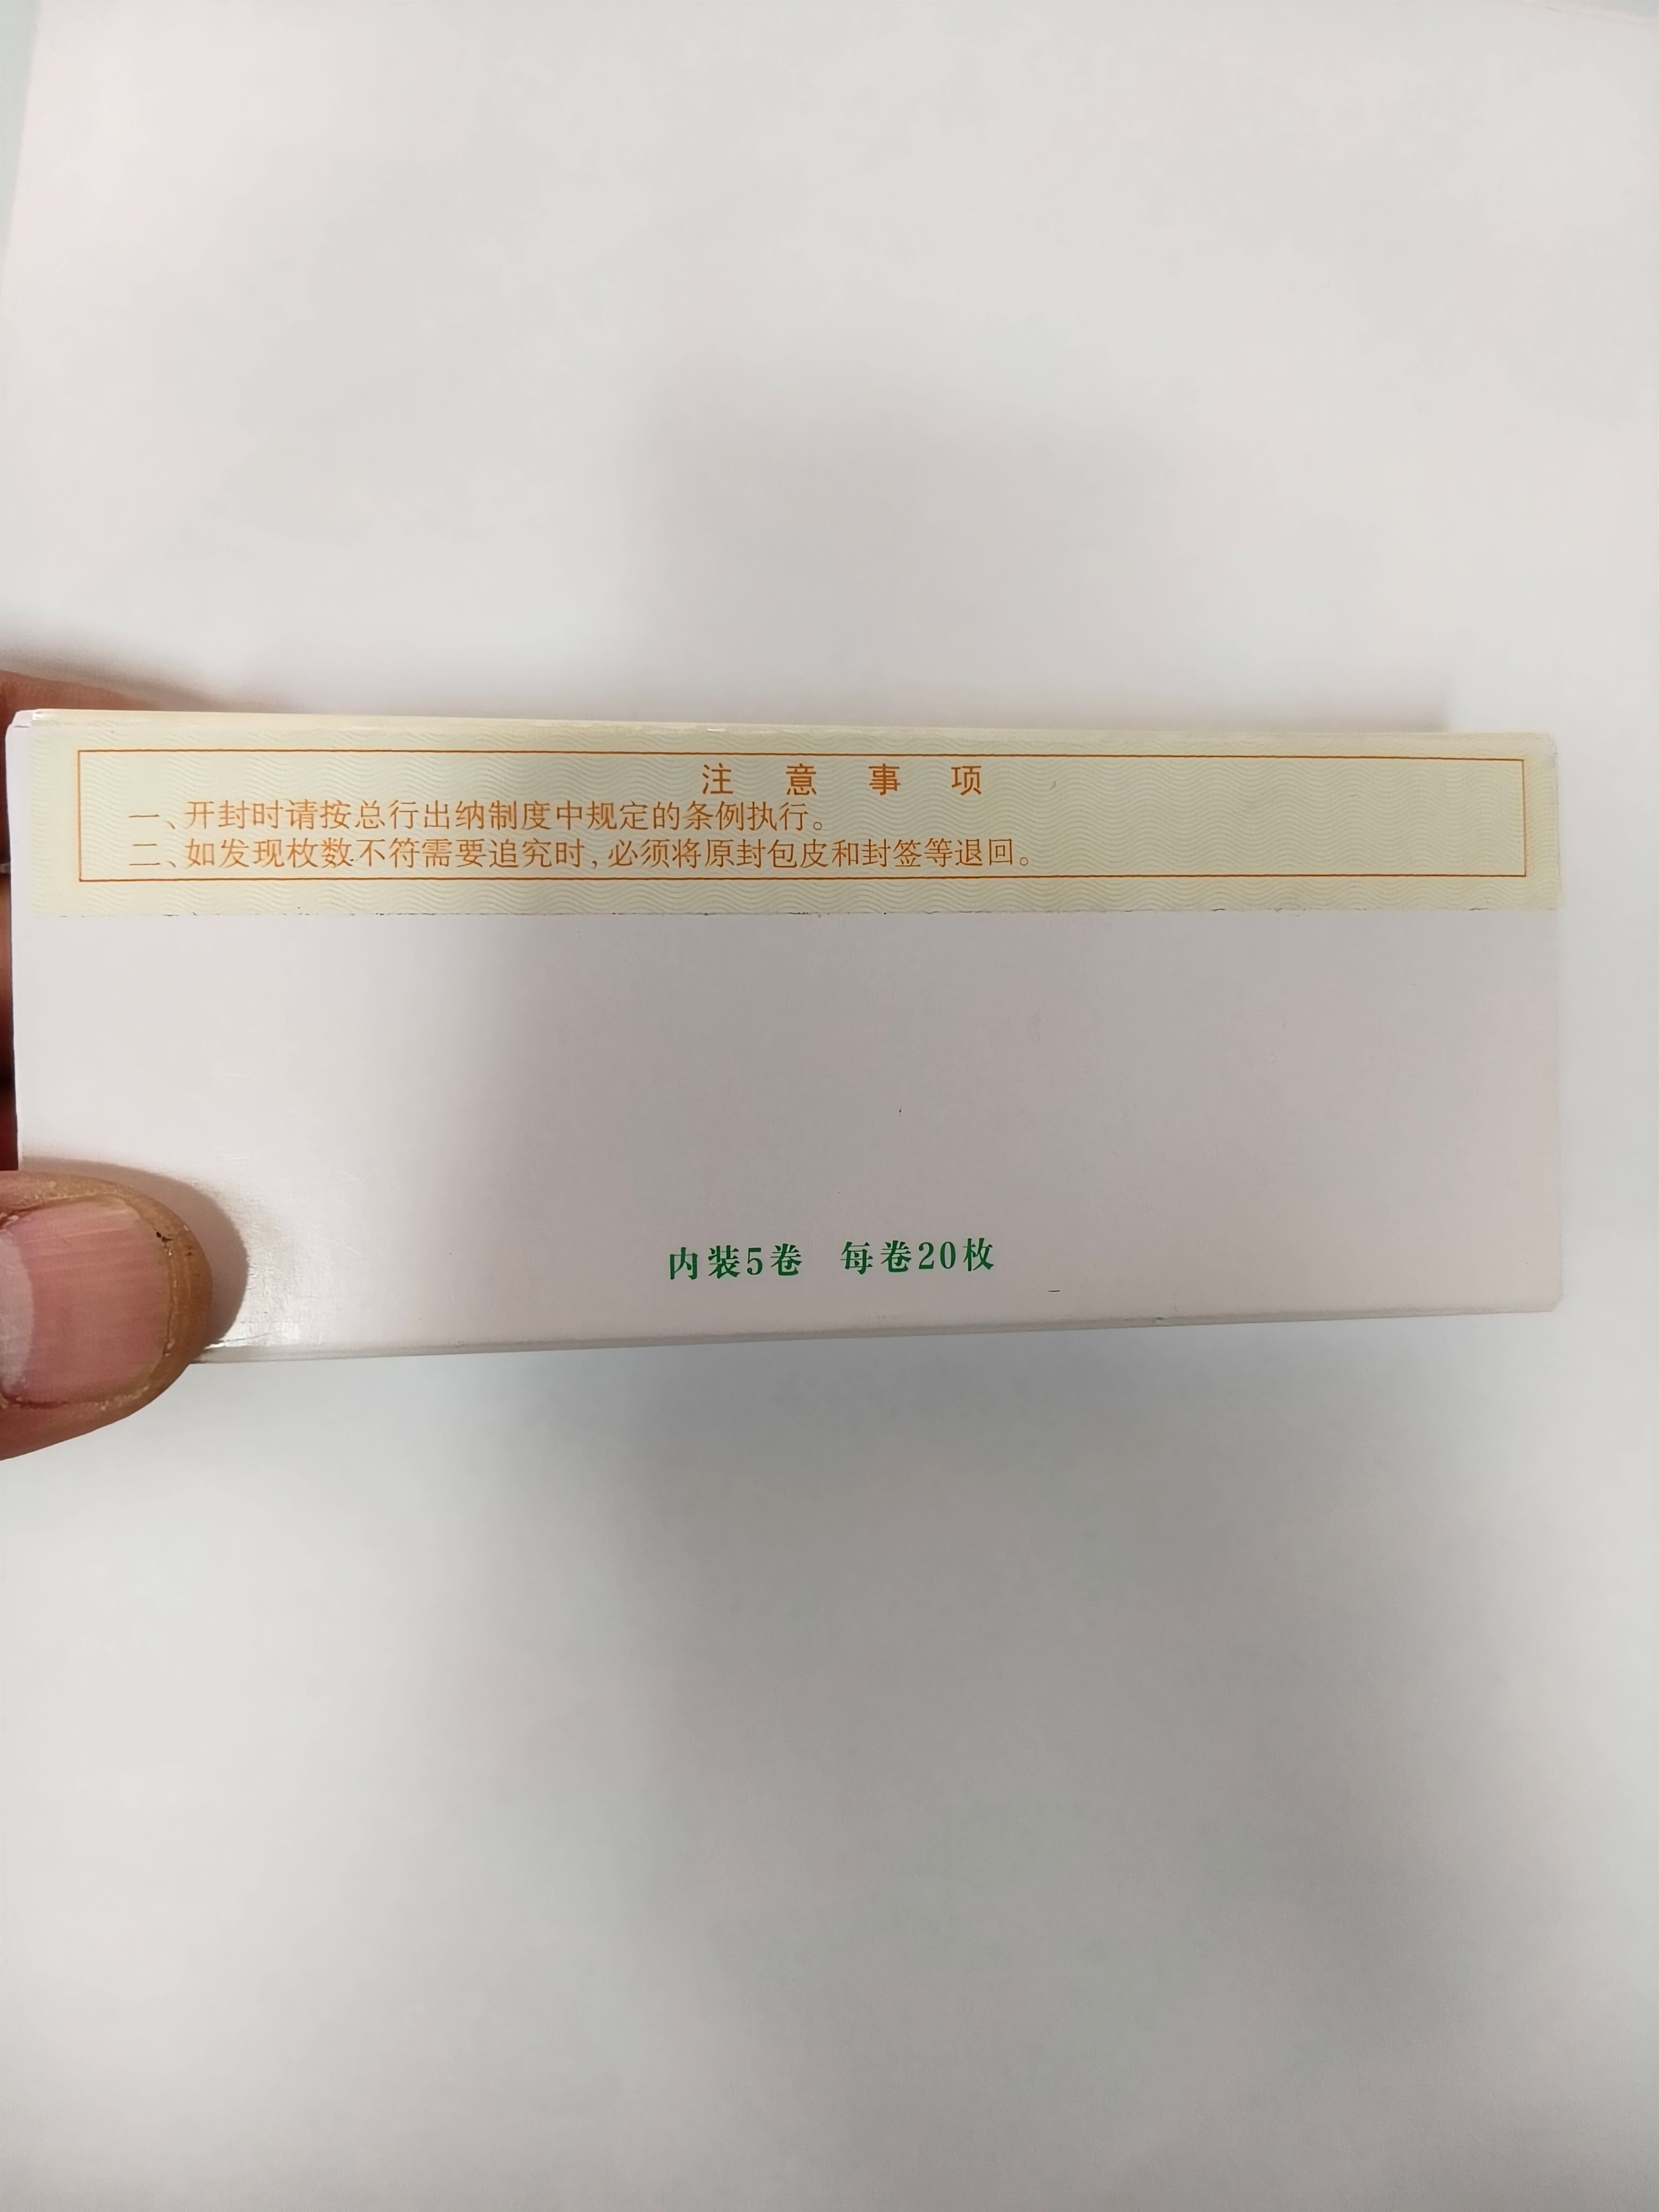 注 意 事 项
一、开封时请按总行出纳制度中规定的条例执行。
二、如发现枚数不符需要追究时,必须将原封包皮和封签等退回。
内装5卷 每卷20枚